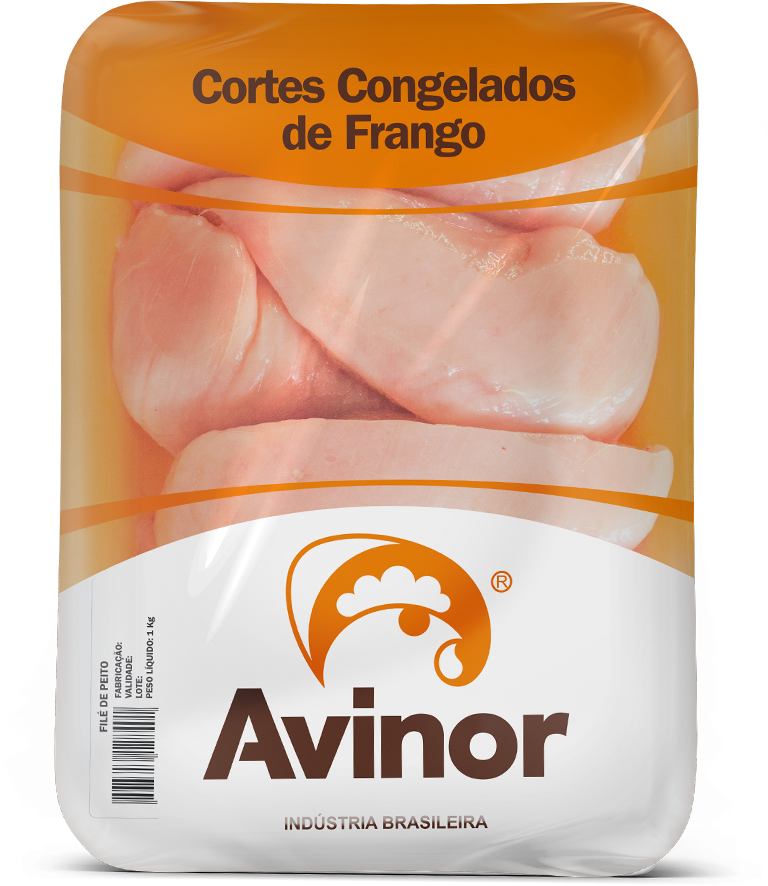 Cortes Congelados
de Frango
®
Avinor
INDÚSTRIA BRASILEIRA
FILÉ DE PEITO
FABRICAÇÃO:
VALIDADE:
LOTE:
PESO LÍQUIDO: 1 Kg